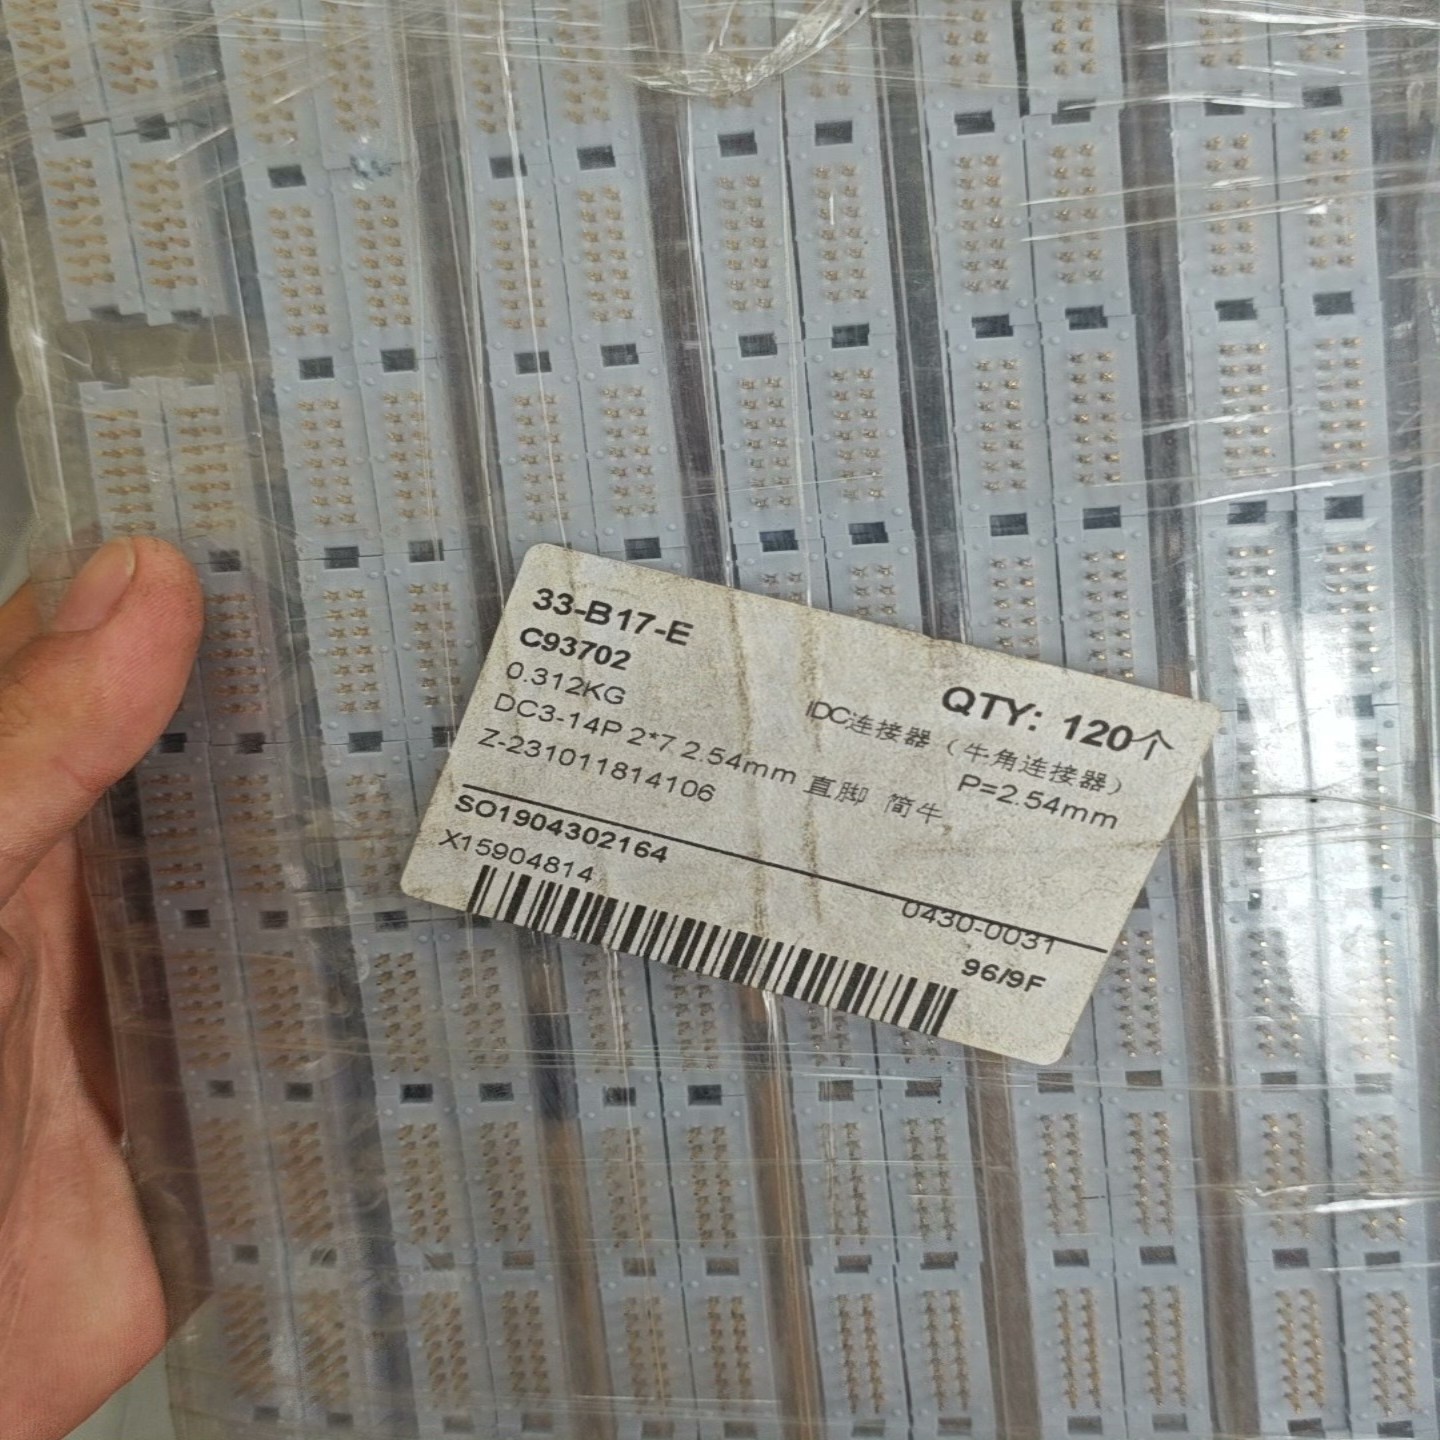 33-B17-E
C93702
QTY: 120个
0.312KG
IDC连接器（牛角连接器）
DC3-14P 2*7 2.54mm 直脚 简牛
P=2.54mm
Z-231011814106
SO1904302164
X15904814
0430-0031
96/9F